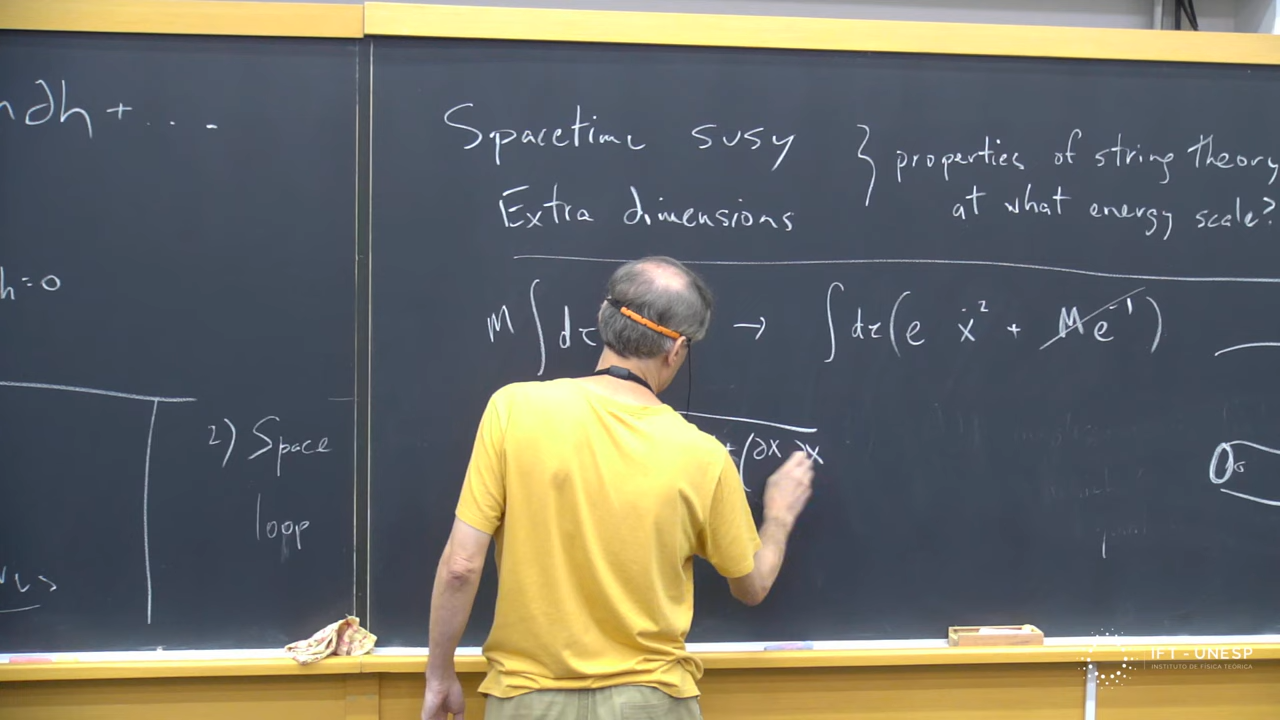 ∂h + . . .
h = 0
2) Space
loop
Spacetime susy } properties of string theory
Extra dimensions at what energy scale?
M ∫ dτ → ∫ dτ ( e ẋ² + M e⁻¹ )
( ∂X ∂X
IFT - UNESP
INSTITUTO DE FÍSICA TEÓRICA